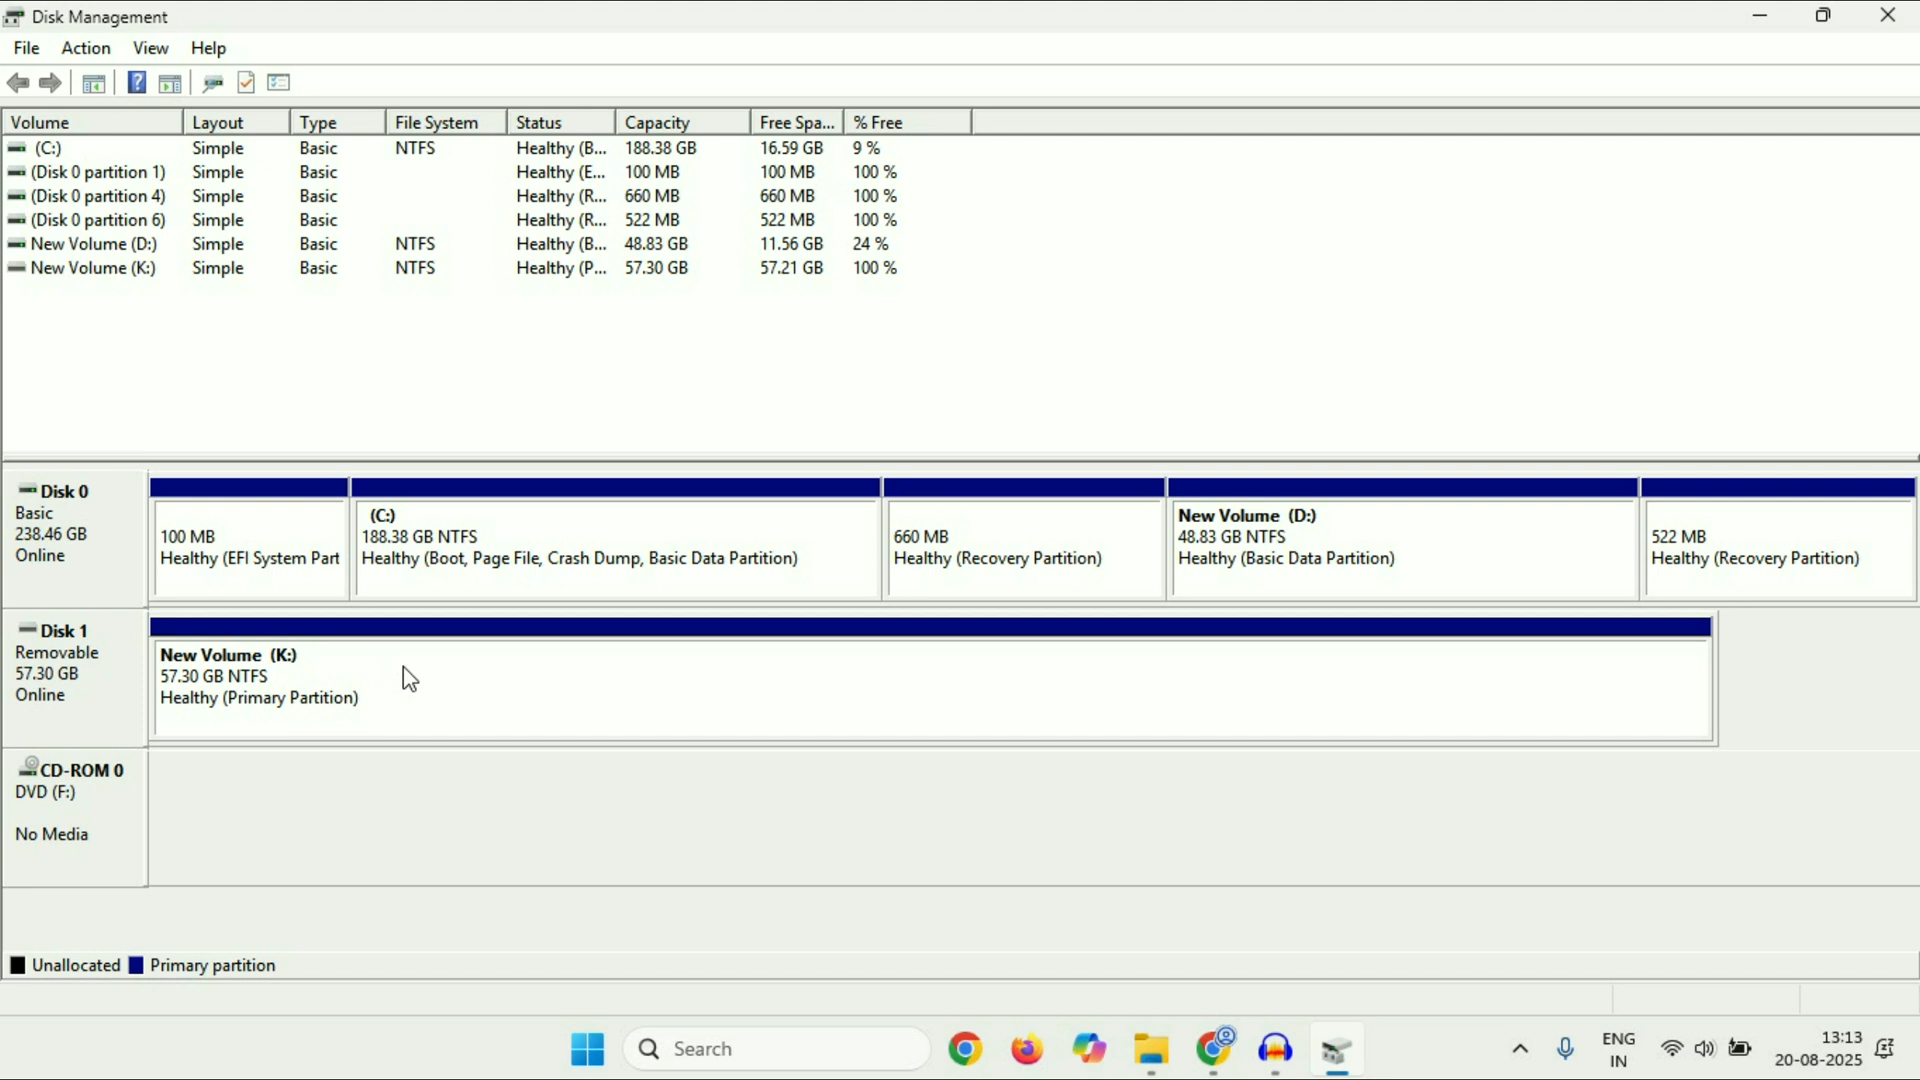 Disk Management
File Action View Help
Volume Layout Type File System Status Capacity Free Spa... % Free
(C:) Simple Basic NTFS Healthy (B... 188.38 GB 16.59 GB 9 %
(Disk 0 partition 1) Simple Basic Healthy (E... 100 MB 100 MB 100 %
(Disk 0 partition 4) Simple Basic Healthy (R... 660 MB 660 MB 100 %
(Disk 0 partition 6) Simple Basic Healthy (R... 522 MB 522 MB 100 %
New Volume (D:) Simple Basic NTFS Healthy (B... 48.83 GB 11.56 GB 24 %
New Volume (K:) Simple Basic NTFS Healthy (P... 57.30 GB 57.21 GB 100 %
Disk 0
Basic
238.46 GB
Online
100 MB
Healthy (EFI System Part
(C:)
188.38 GB NTFS
Healthy (Boot, Page File, Crash Dump, Basic Data Partition)
660 MB
Healthy (Recovery Partition)
New Volume (D:)
48.83 GB NTFS
Healthy (Basic Data Partition)
522 MB
Healthy (Recovery Partition)
Disk 1
Removable
57.30 GB
Online
New Volume (K:)
57.30 GB NTFS
Healthy (Primary Partition)
CD-ROM 0
DVD (F:)
No Media
Unallocated Primary partition
Search
ENG
IN
13:13
20-08-2025